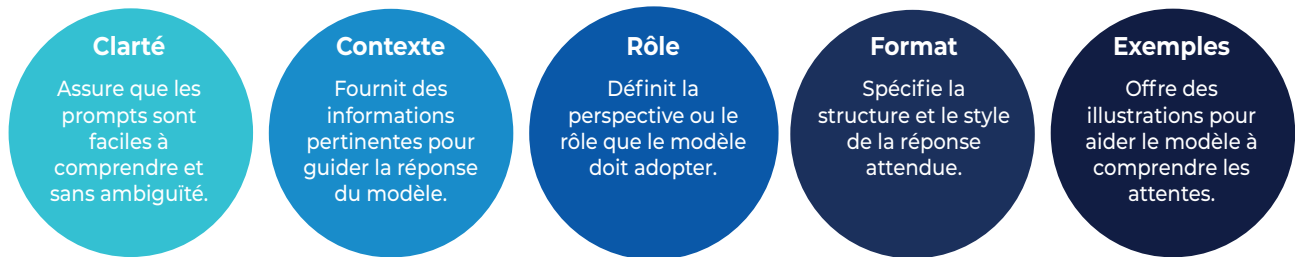 Clarté
Assure que les
prompts sont
faciles à
comprendre et
sans ambiguïté.
Contexte
Fournit des
informations
pertinentes pour
guider la réponse
du modèle.
Rôle
Définit la
perspective ou le
rôle que le modèle
doit adopter.
Format
Spécifie la
structure et le style
de la réponse
attendue.
Exemples
Offre des
illustrations pour
aider le modèle à
comprendre les
attentes.